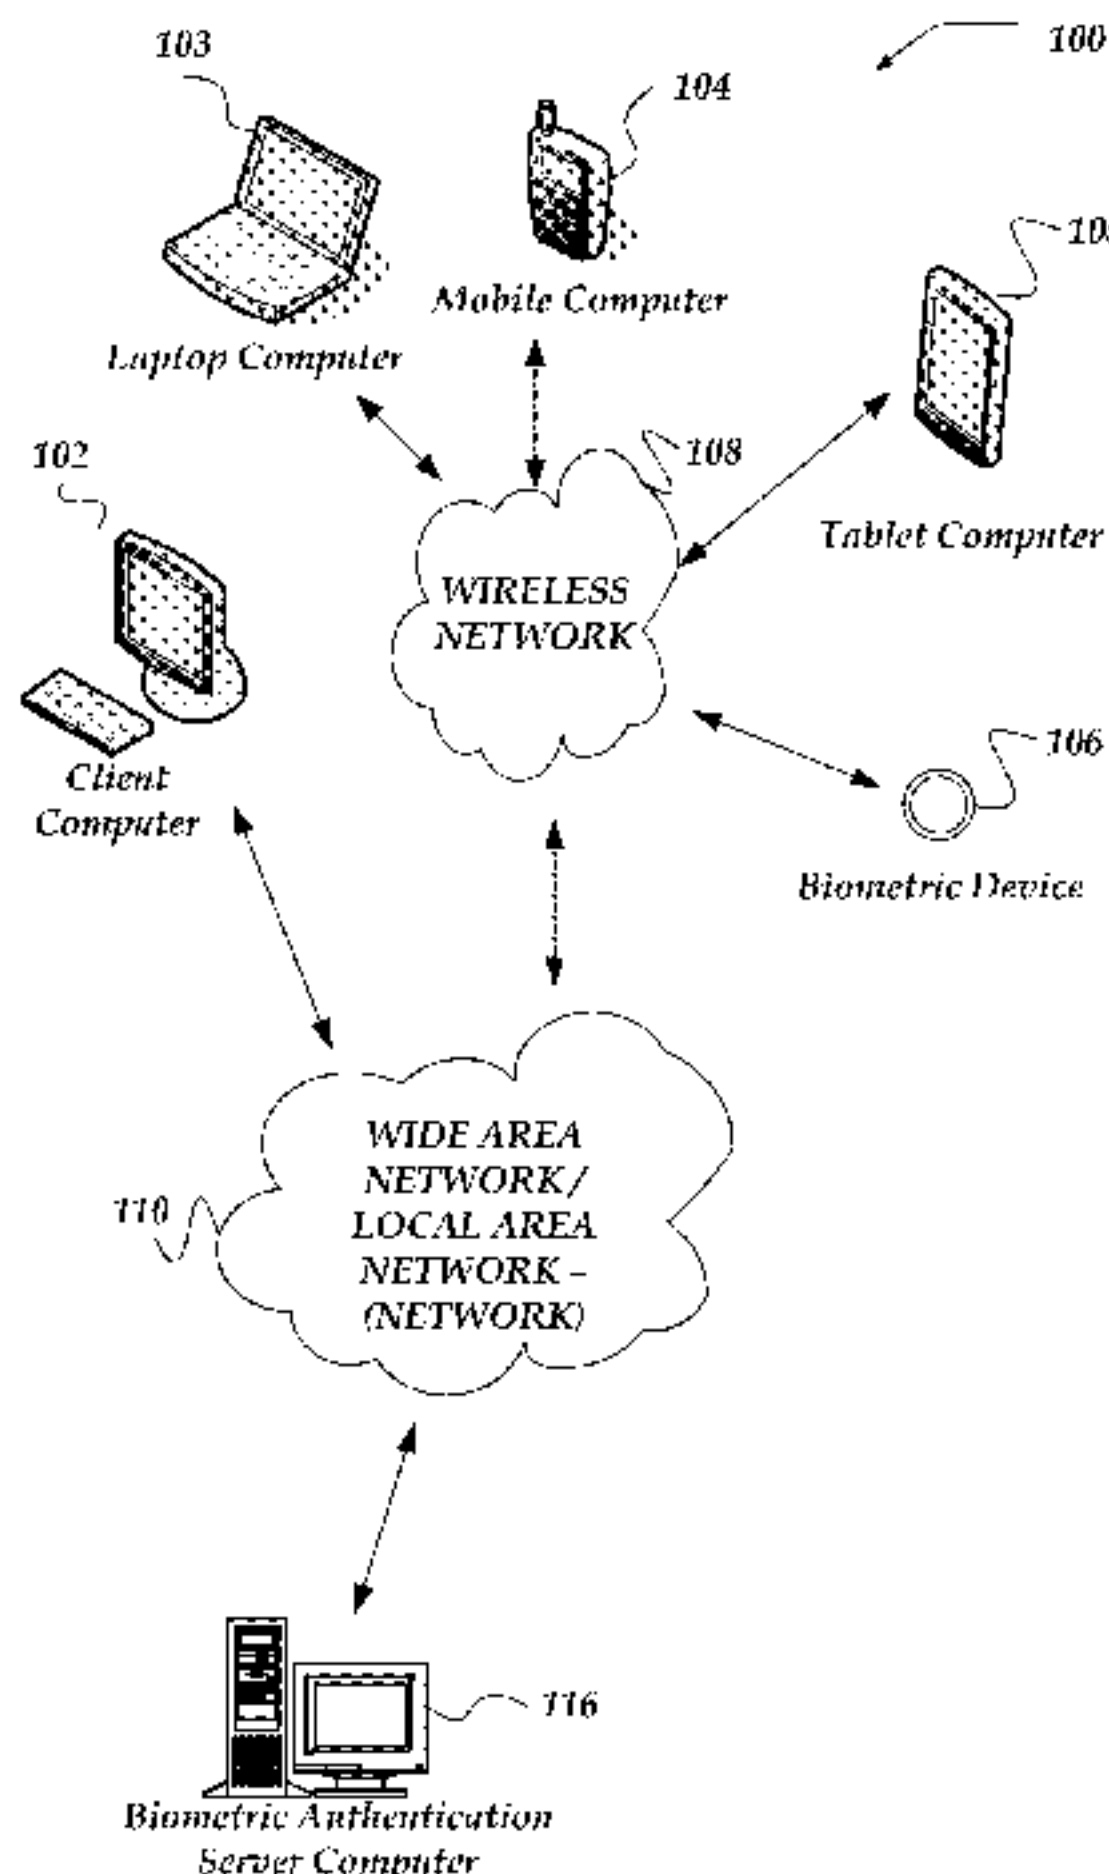 103
100
104
Mobile Computer
Laptop Computer
102
108
Tablet Computer
WIRELESS
NETWORK
106
Client
Computer
Biometric Device
WIDE AREA
NETWORK /
LOCAL AREA
NETWORK –
(NETWORK)
110
116
Biometric Authentication
Server Computer